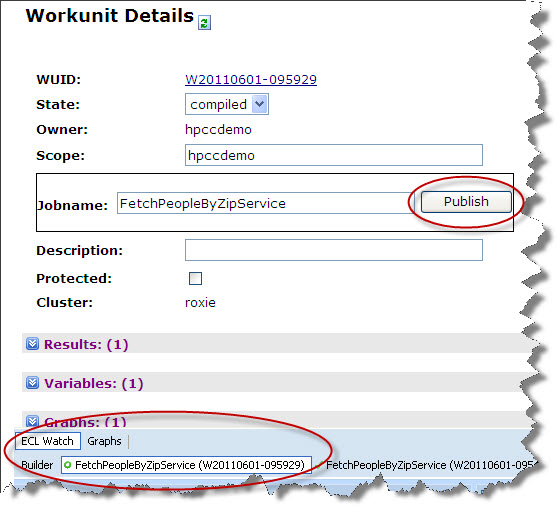 Workunit Details
WUID: W20110601-095929
State: compiled
Owner: hpccdemo
Scope: hpccdemo
Jobname: FetchPeopleByZipService Publish
Description:
Protected:
Cluster: roxie
Results: (1)
Variables: (1)
Graphs: (1)
ECL Watch Graphs
Builder FetchPeopleByZipService (W20110601-095929) FetchPeopleByZipService (W20110601-095